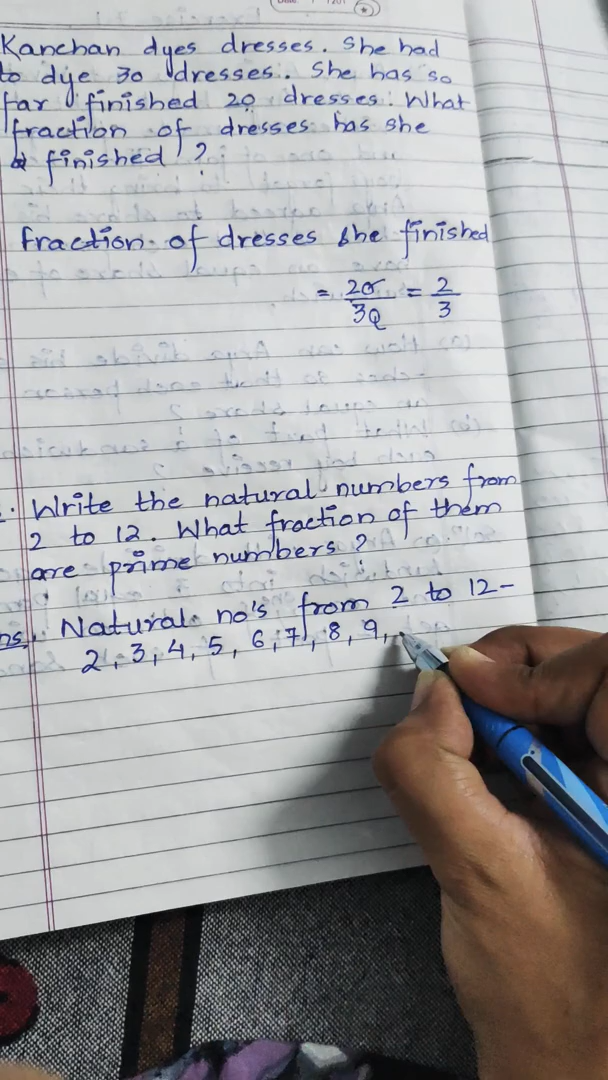 Kanchan dyes dresses. She had
to dye 30 dresses. She has so
far finished 20 dresses. What
fraction of dresses has she
finished?
Fraction of dresses she finished
= 20/30 = 2/3
. Write the natural numbers from
2 to 12. What fraction of them
are prime numbers?
ns. Natural no's from 2 to 12-
2, 3, 4, 5, 6, 7, 8, 9,